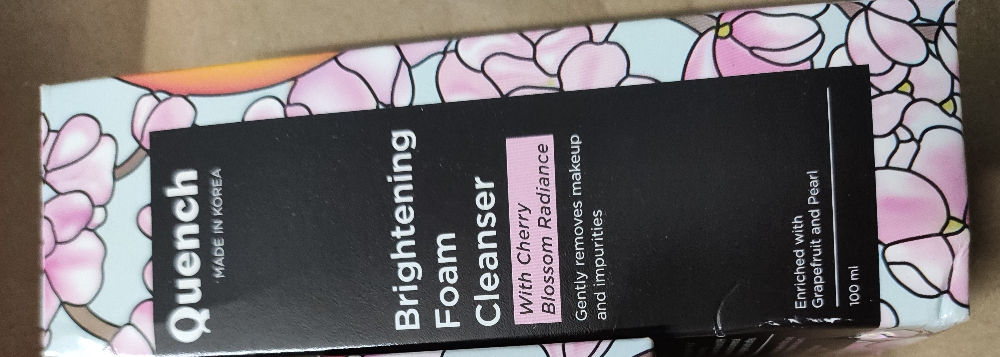 Quench
MADE IN KOREA
Brightening
Foam
Cleanser
With Cherry
Blossom Radiance
Gently removes makeup
and impurities
Enriched with
Grapefruit and Pearl
100 ml